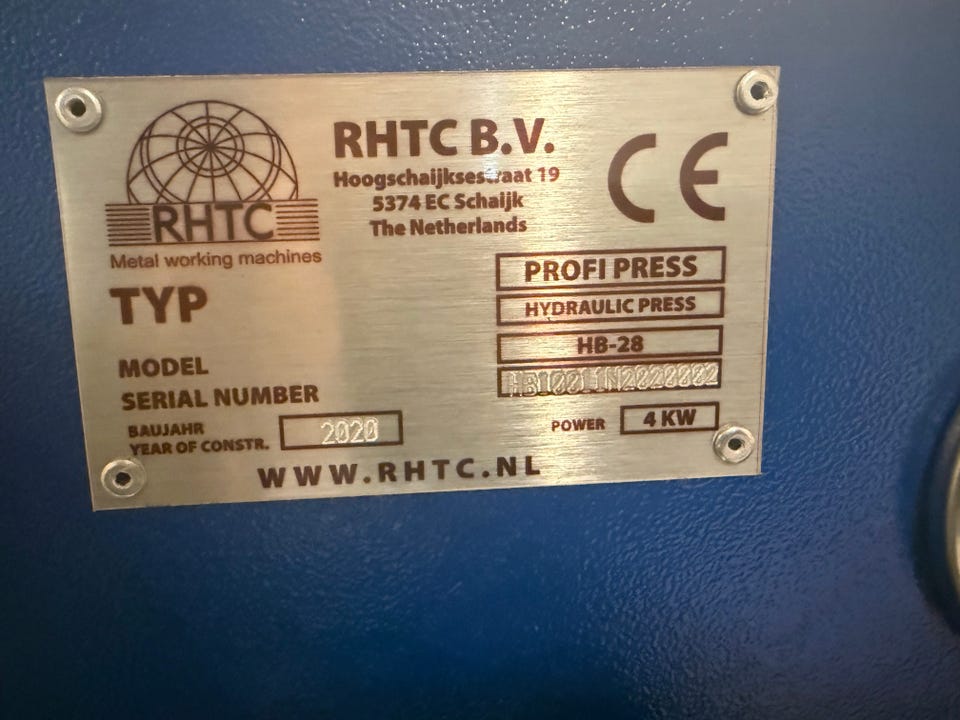 RHTC
Metal working machines
RHTC B.V.
Hoogschaijksestraat 19
5374 EC Schaijk
The Netherlands
CE
TYP
PROFI PRESS
HYDRAULIC PRESS
MODEL
HB-28
SERIAL NUMBER
BAUJAHR
YEAR OF CONSTR.
2020
POWER
4 KW
WWW.RHTC.NL